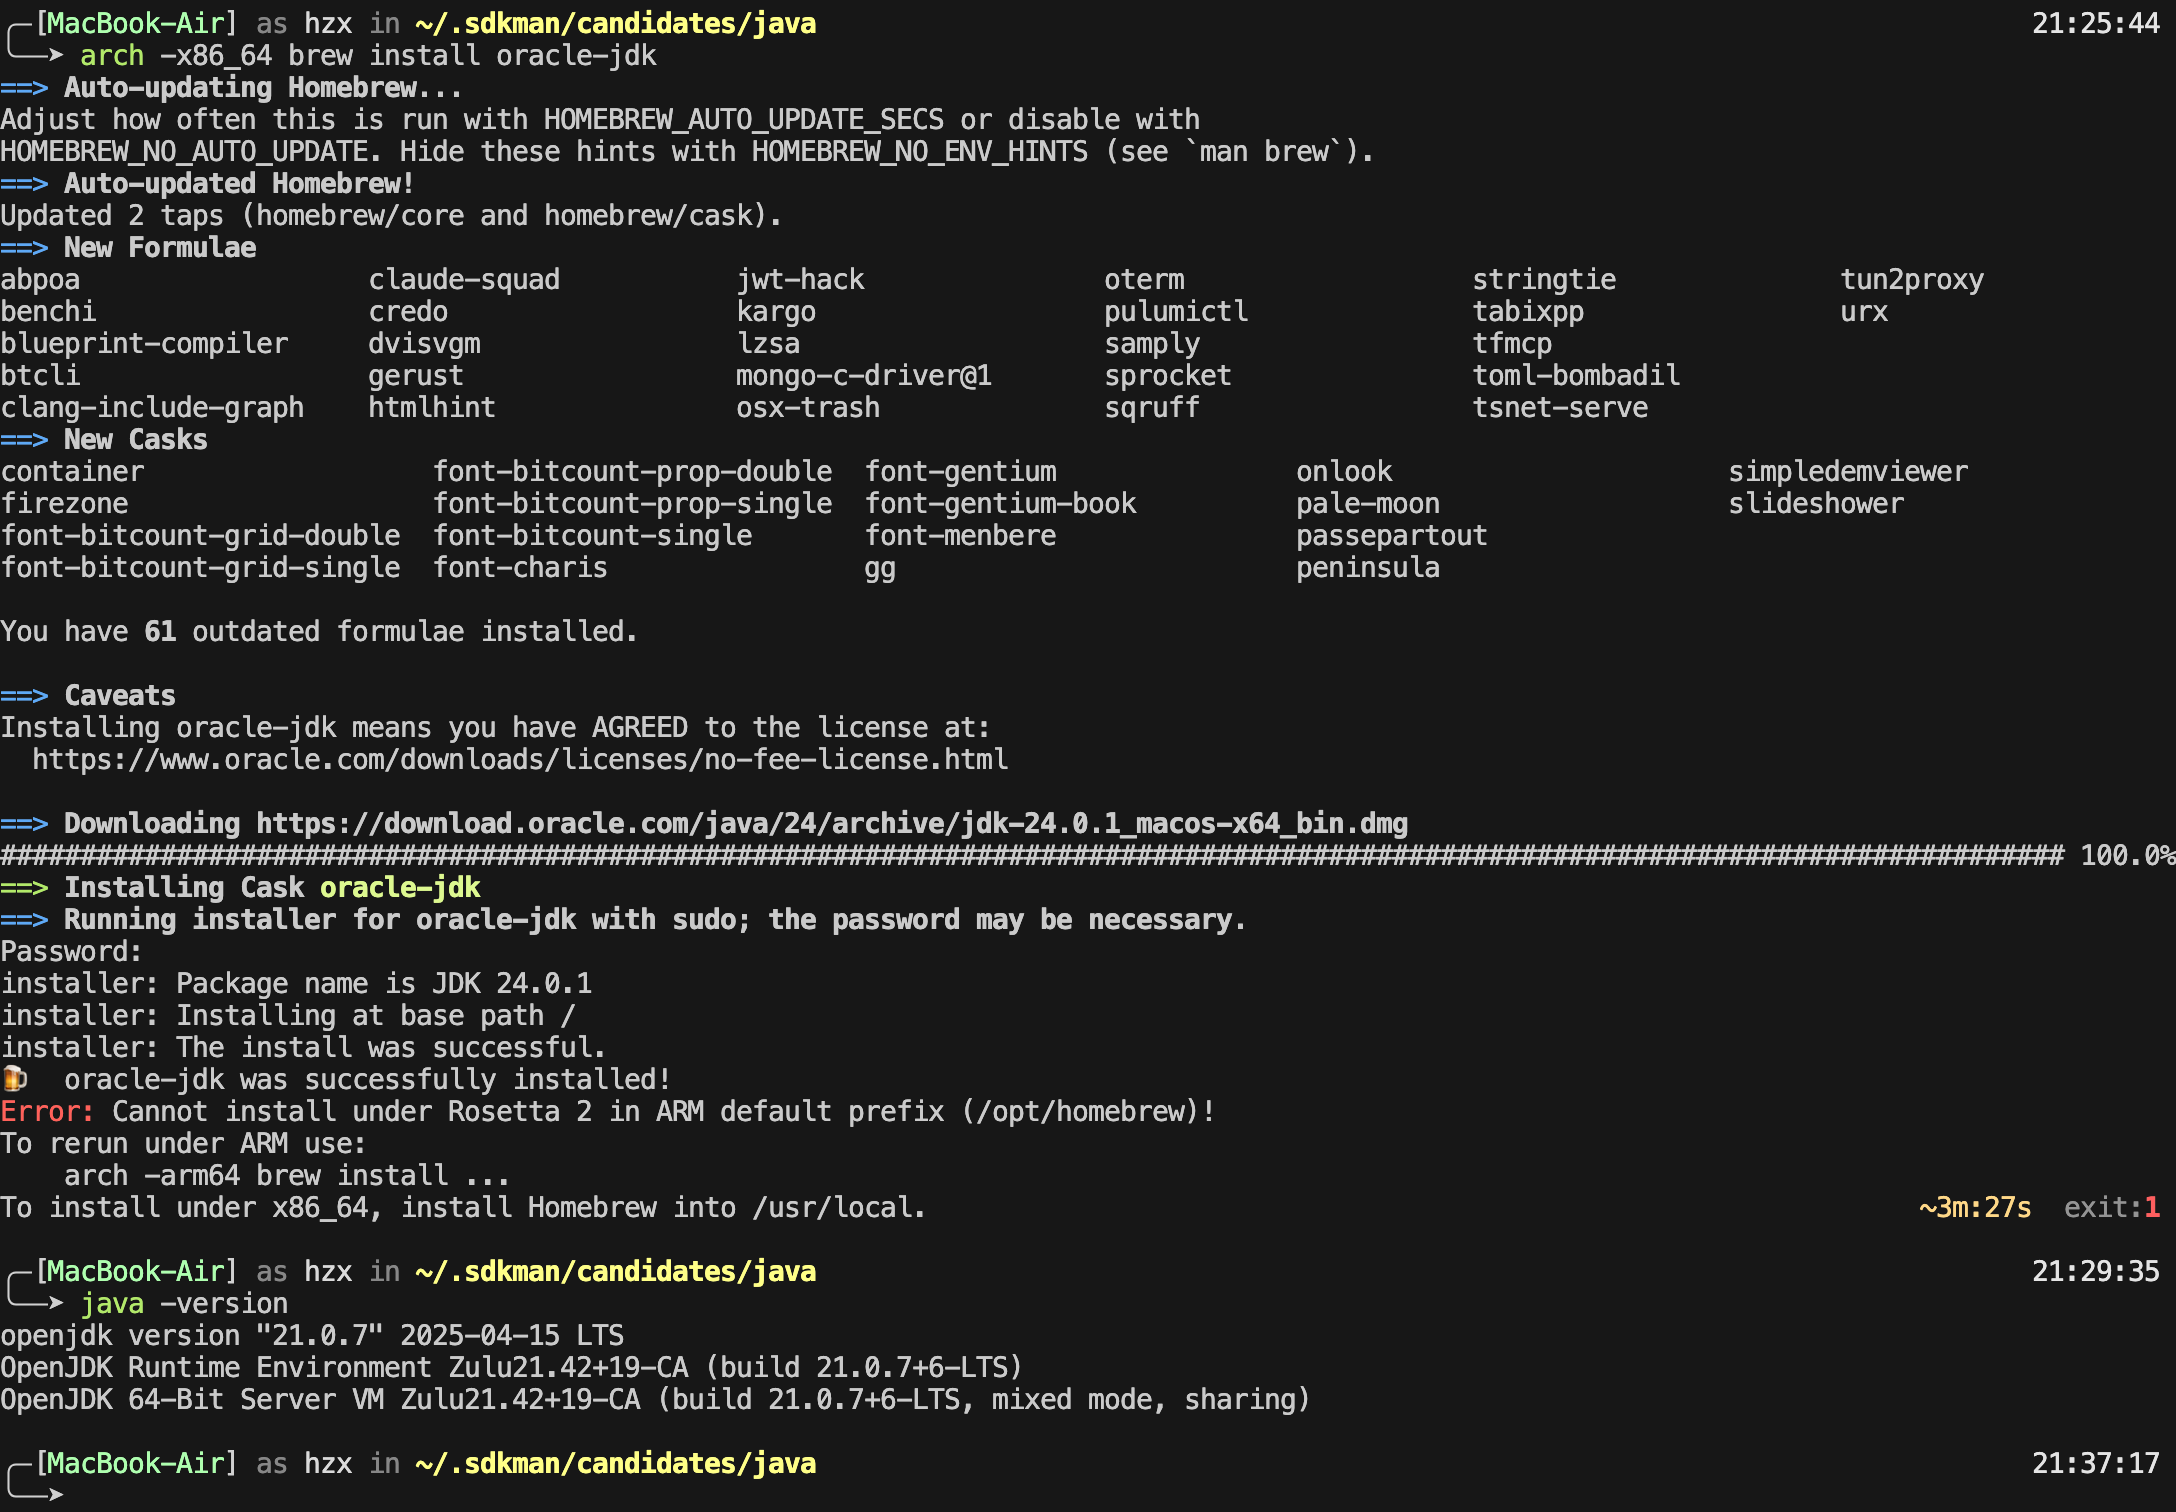 [MacBook-Air] as hzx in ~/.sdkman/candidates/java 21:25:44
arch -x86_64 brew install oracle-jdk
==> Auto-updating Homebrew...
Adjust how often this is run with HOMEBREW_AUTO_UPDATE_SECS or disable with
HOMEBREW_NO_AUTO_UPDATE. Hide these hints with HOMEBREW_NO_ENV_HINTS (see `man brew`).
==> Auto-updated Homebrew!
Updated 2 taps (homebrew/core and homebrew/cask).
==> New Formulae
abpoa claude-squad jwt-hack oterm stringtie tun2proxy
benchi credo kargo pulumictl tabixpp urx
blueprint-compiler dvisvgm lzsa samply tfmcp
btcli gerust mongo-c-driver@1 sprocket toml-bombadil
clang-include-graph htmlhint osx-trash sqruff tsnet-serve
==> New Casks
container font-bitcount-prop-double font-gentium onlook simpledemviewer
firezone font-bitcount-prop-single font-gentium-book pale-moon slideshower
font-bitcount-grid-double font-bitcount-single font-menbere passepartout
font-bitcount-grid-single font-charis gg peninsula
You have 61 outdated formulae installed.
==> Caveats
Installing oracle-jdk means you have AGREED to the license at:
https://www.oracle.com/downloads/licenses/no-fee-license.html
==> Downloading https://download.oracle.com/java/24/archive/jdk-24.0.1_macos-x64_bin.dmg
################################################################################################################################# 100.0%
==> Installing Cask oracle-jdk
==> Running installer for oracle-jdk with sudo; the password may be necessary.
Password:
installer: Package name is JDK 24.0.1
installer: Installing at base path /
installer: The install was successful.
🍺 oracle-jdk was successfully installed!
Error: Cannot install under Rosetta 2 in ARM default prefix (/opt/homebrew)!
To rerun under ARM use:
arch -arm64 brew install ...
To install under x86_64, install Homebrew into /usr/local. ~3m:27s exit:1
[MacBook-Air] as hzx in ~/.sdkman/candidates/java 21:29:35
java -version
openjdk version "21.0.7" 2025-04-15 LTS
OpenJDK Runtime Environment Zulu21.42+19-CA (build 21.0.7+6-LTS)
OpenJDK 64-Bit Server VM Zulu21.42+19-CA (build 21.0.7+6-LTS, mixed mode, sharing)
[MacBook-Air] as hzx in ~/.sdkman/candidates/java 21:37:17